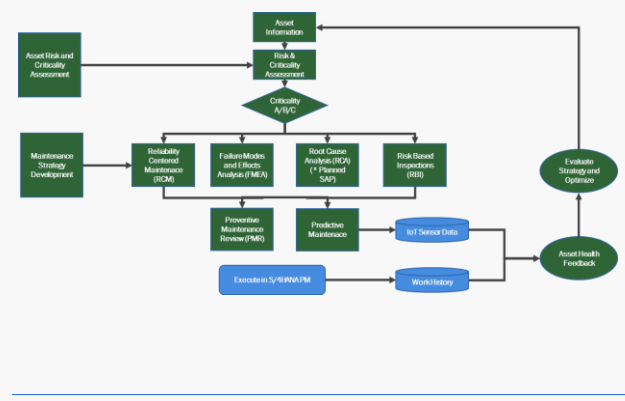 Asset
Information
Asset Risk and
Criticality
Assessment
Risk &
Criticality
Assessment
Criticality
A/B/C
Maintenance
Strategy
Development
Reliability
Centered
Maintenace
(RCM)
Failure Modes
and Effects
Analysis (FMEA)
Root Cause
Analysis (RCA)
(* Planned
SAP)
Risk Based
Inspections
(RBI)
Evaluate
Strategy and
Optimize
Preventive
Maintenance
Review (PMR)
Predictive
Maintenace
IoT Sensor Data
Asset Health
Feedback
Execute in S/4HANA PM
Work History